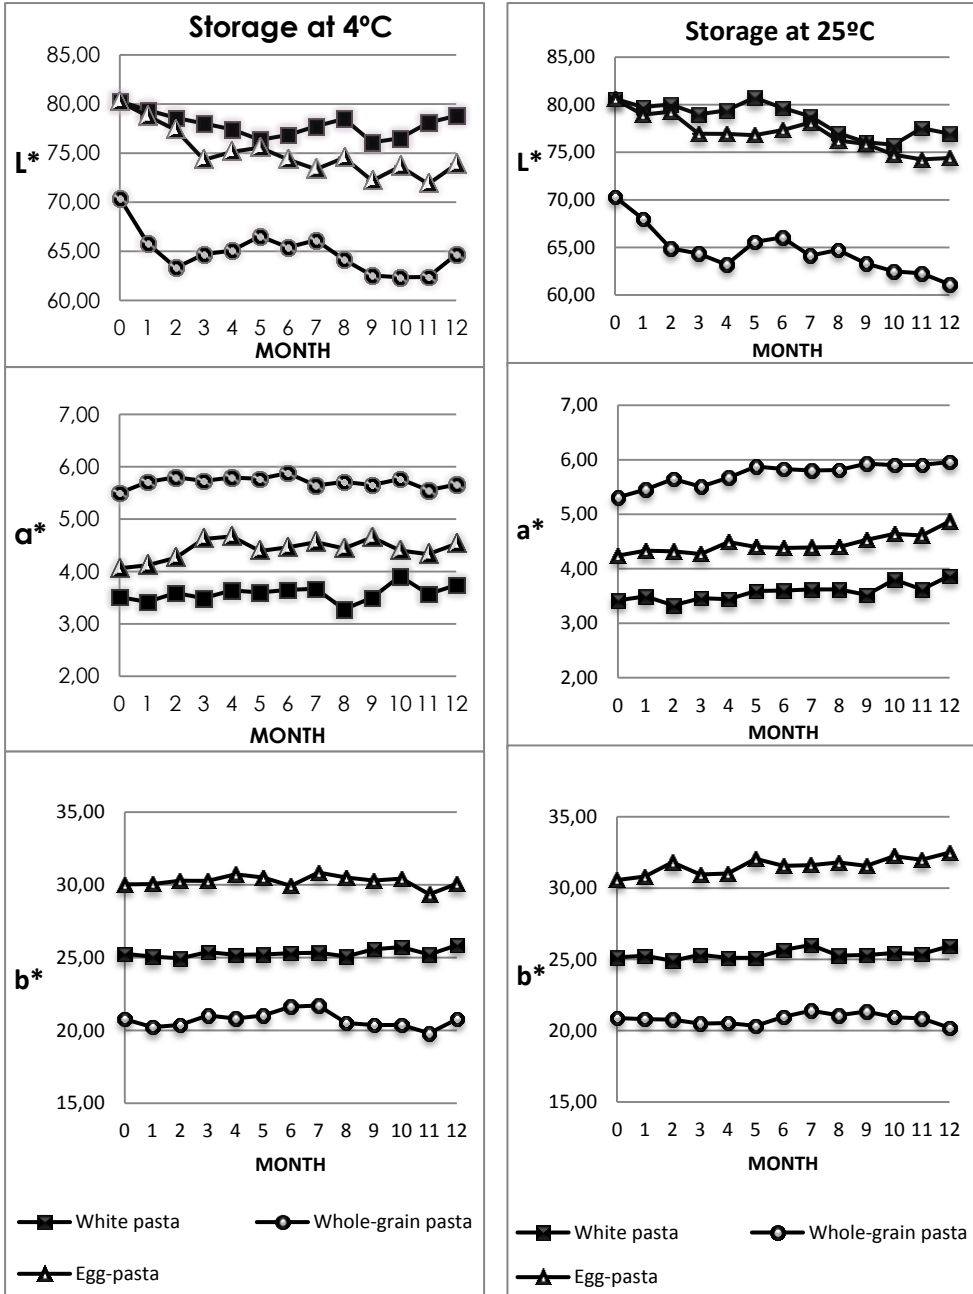 Storage at 4ºC
85,00
80,00
75,00
L*
70,00
65,00
60,00
0 1 2 3 4 5 6 7 8 9 10 11 12
MONTH
7,00
6,00
5,00
a*
4,00
3,00
2,00
0 1 2 3 4 5 6 7 8 9 10 11 12
MONTH
35,00
30,00
25,00
b*
20,00
15,00
0 1 2 3 4 5 6 7 8 9 10 11 12
MONTH
White pasta
Whole-grain pasta
Egg-pasta
Storage at 25ºC
85,00
80,00
75,00
L*
70,00
65,00
60,00
0 1 2 3 4 5 6 7 8 9 10 11 12
MONTH
7,00
6,00
5,00
a*
4,00
3,00
2,00
0 1 2 3 4 5 6 7 8 9 10 11 12
MONTH
35,00
30,00
25,00
b*
20,00
15,00
0 1 2 3 4 5 6 7 8 9 10 11 12
MONTH
White pasta
Whole-grain pasta
Egg-pasta